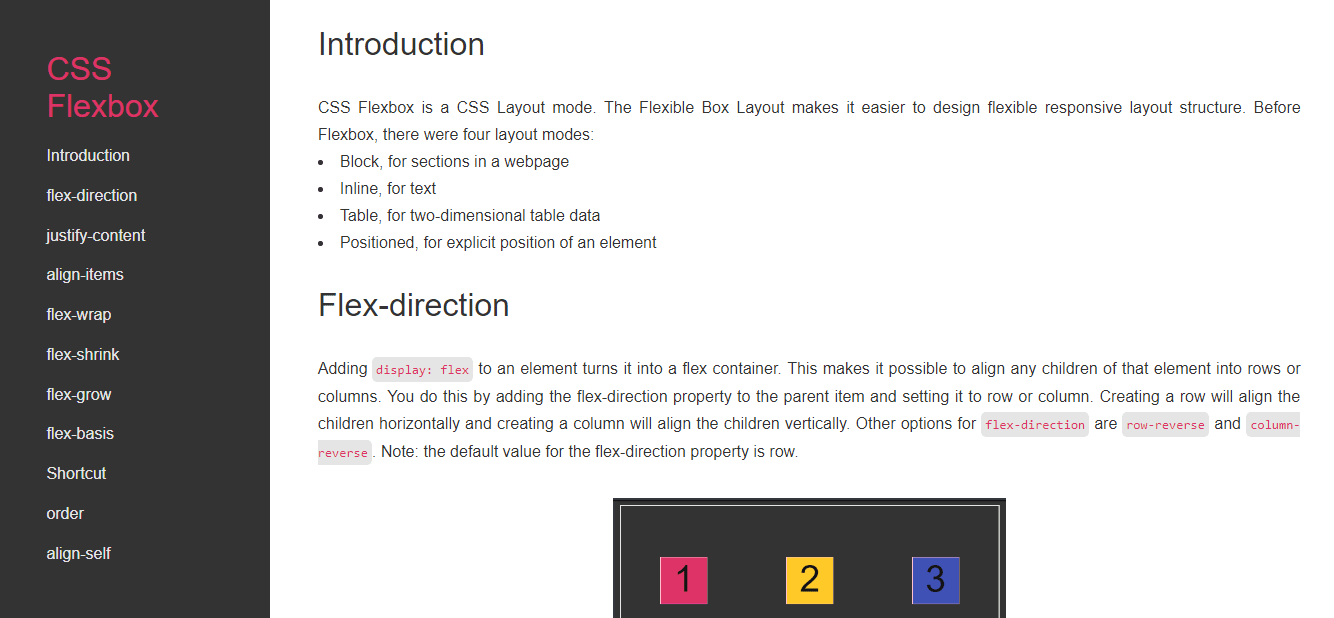 CSS
Flexbox
Introduction
flex-direction
justify-content
align-items
flex-wrap
flex-shrink
flex-grow
flex-basis
Shortcut
order
align-self
Introduction
CSS Flexbox is a CSS Layout mode. The Flexible Box Layout makes it easier to design flexible responsive layout structure. Before
Flexbox, there were four layout modes:
• Block, for sections in a webpage
• Inline, for text
• Table, for two-dimensional table data
• Positioned, for explicit position of an element
Flex-direction
Adding display: flex to an element turns it into a flex container. This makes it possible to align any children of that element into rows or
columns. You do this by adding the flex-direction property to the parent item and setting it to row or column. Creating a row will align the
children horizontally and creating a column will align the children vertically. Other options for flex-direction are row-reverse and column-
reverse. Note: the default value for the flex-direction property is row.
1 2 3